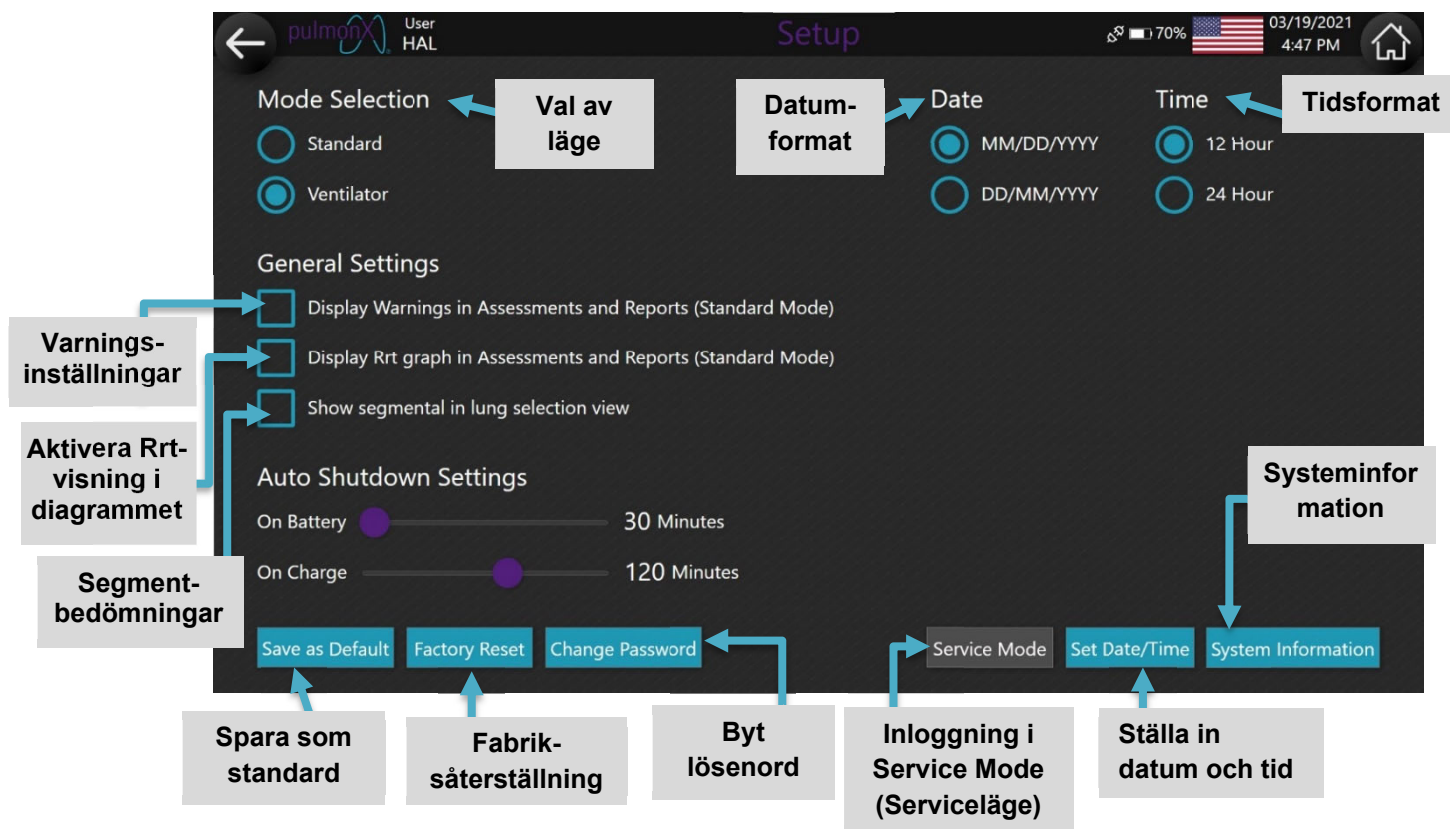 pulmonX®
User
HAL
Setup
70%
03/19/2021
4:47 PM
Mode Selection
Val av
läge
Datum-
format
Date
Time
Tidsformat
Standard
MM/DD/YYYY
12 Hour
Ventilator
DD/MM/YYYY
24 Hour
General Settings
Display Warnings in Assessments and Reports (Standard Mode)
Varnings-
inställningar
Display Rrt graph in Assessments and Reports (Standard Mode)
Show segmental in lung selection view
Aktivera Rrt-
visning i
diagrammet
Auto Shutdown Settings
Systeminfor
mation
On Battery
30 Minutes
On Charge
120 Minutes
Segment-
bedömningar
Save as Default
Factory Reset
Change Password
Service Mode
Set Date/Time
System Information
Spara som
standard
Fabrik-
såterställning
Byt
lösenord
Inloggning i
Service Mode
(Serviceläge)
Ställa in
datum och tid